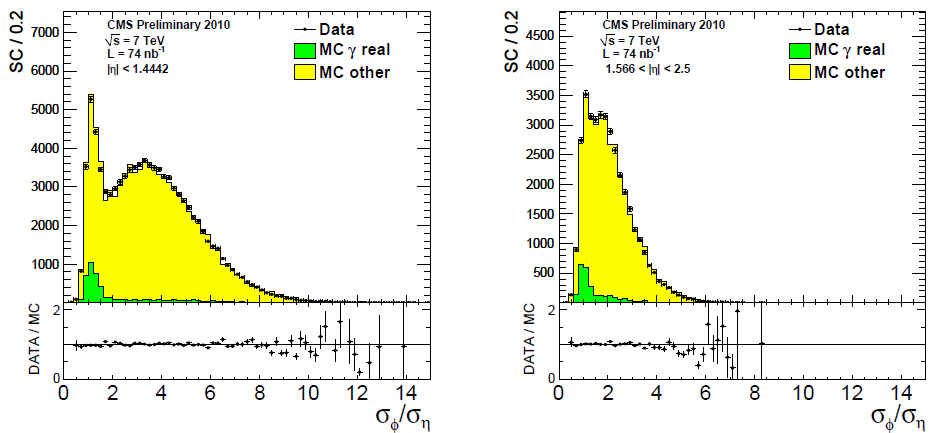 CMS Preliminary 2010
√s = 7 TeV
L = 74 nb⁻¹
|η| < 1.4442
Data
MC γ real
MC other
SC / 0.2
7000
6000
5000
4000
3000
2000
1000
DATA / MC
2
1
0
0 2 4 6 8 10 12 14
σ_φ/σ_η
CMS Preliminary 2010
√s = 7 TeV
L = 74 nb⁻¹
1.566 < |η| < 2.5
Data
MC γ real
MC other
SC / 0.2
4500
4000
3500
3000
2500
2000
1500
1000
500
DATA / MC
2
1
0
0 2 4 6 8 10 12 14
σ_φ/σ_η